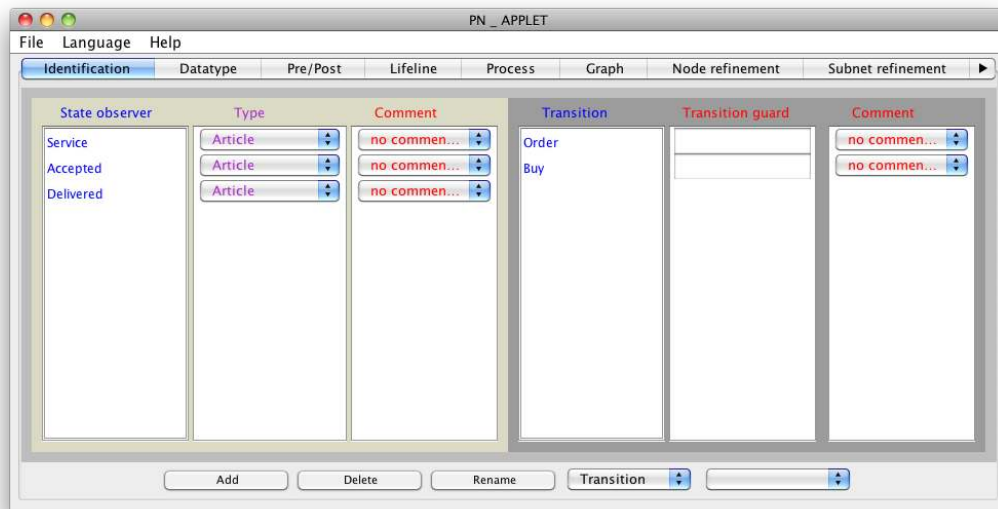 PN _ APPLET
File Language Help
Identification Datatype Pre/Post Lifeline Process Graph Node refinement Subnet refinement
State observer Type Comment Transition Transition guard Comment
Service Article no commen... Order no commen...
Accepted Article no commen... Buy no commen...
Delivered Article no commen...
Add Delete Rename Transition